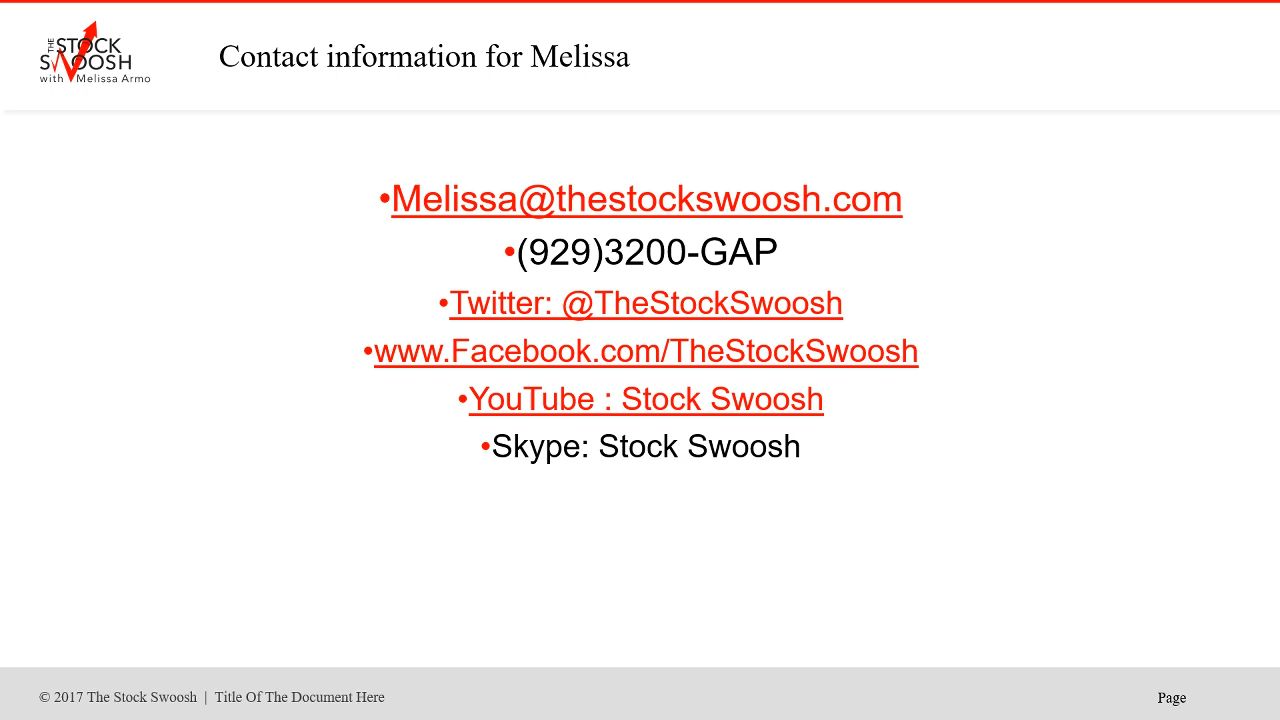 THE STOCK
SWOOSH
with Melissa Armo
Contact information for Melissa
•Melissa@thestockswoosh.com
•(929)3200-GAP
•Twitter: @TheStockSwoosh
•www.Facebook.com/TheStockSwoosh
•YouTube : Stock Swoosh
•Skype: Stock Swoosh
© 2017 The Stock Swoosh | Title Of The Document Here
Page